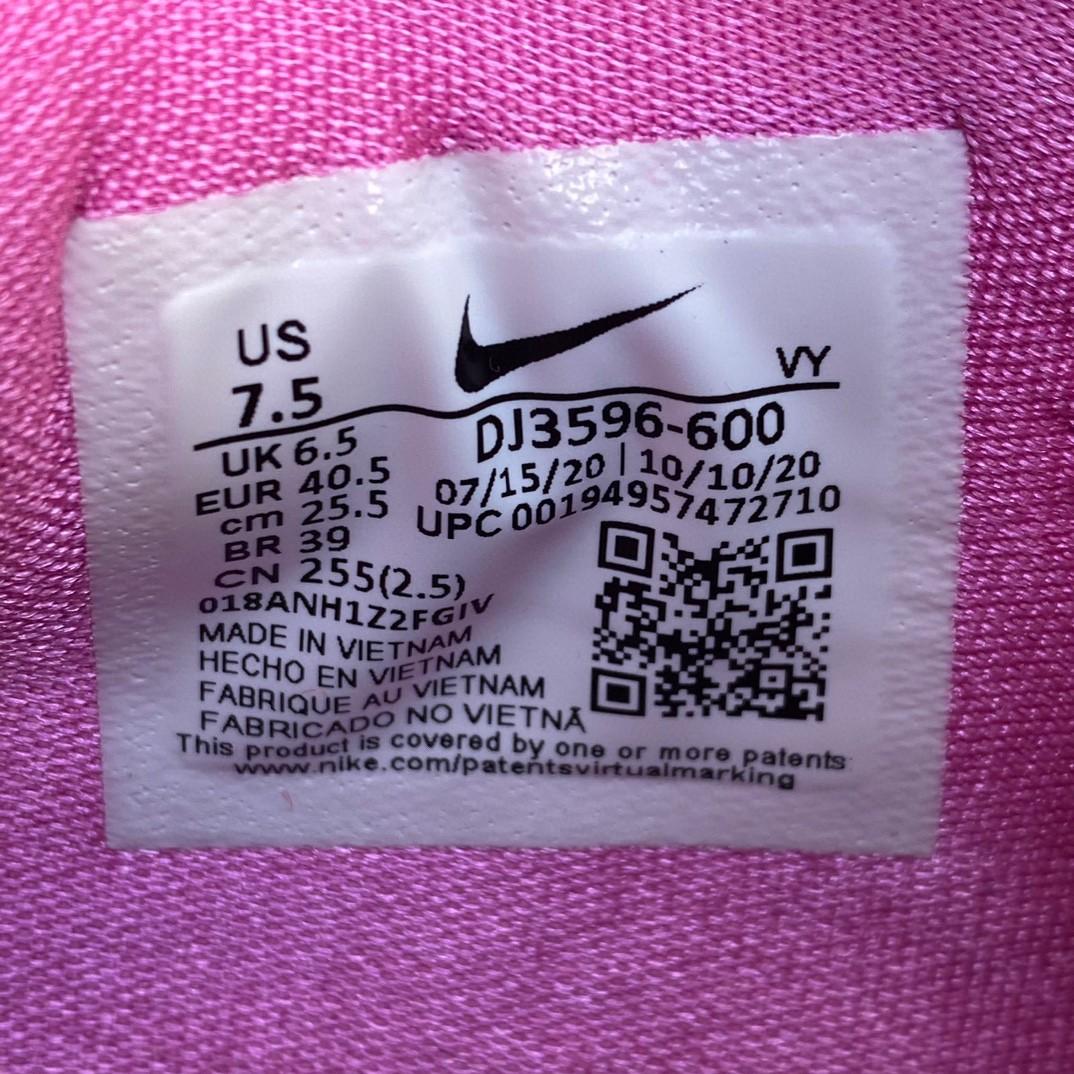 US
7.5
VY
UK 6.5
EUR 40.5
cm 25.5
BR 39
CN 255(2.5)
DJ3596-600
07/15/20 | 10/10/20
UPC 00194957472710
018ANH1Z2FGIV
MADE IN VIETNAM
HECHO EN VIETNAM
FABRIQUE AU VIETNAM
FABRICADO NO VIETNÃ
This product is covered by one or more patents
www.nike.com/patentsvirtualmarking